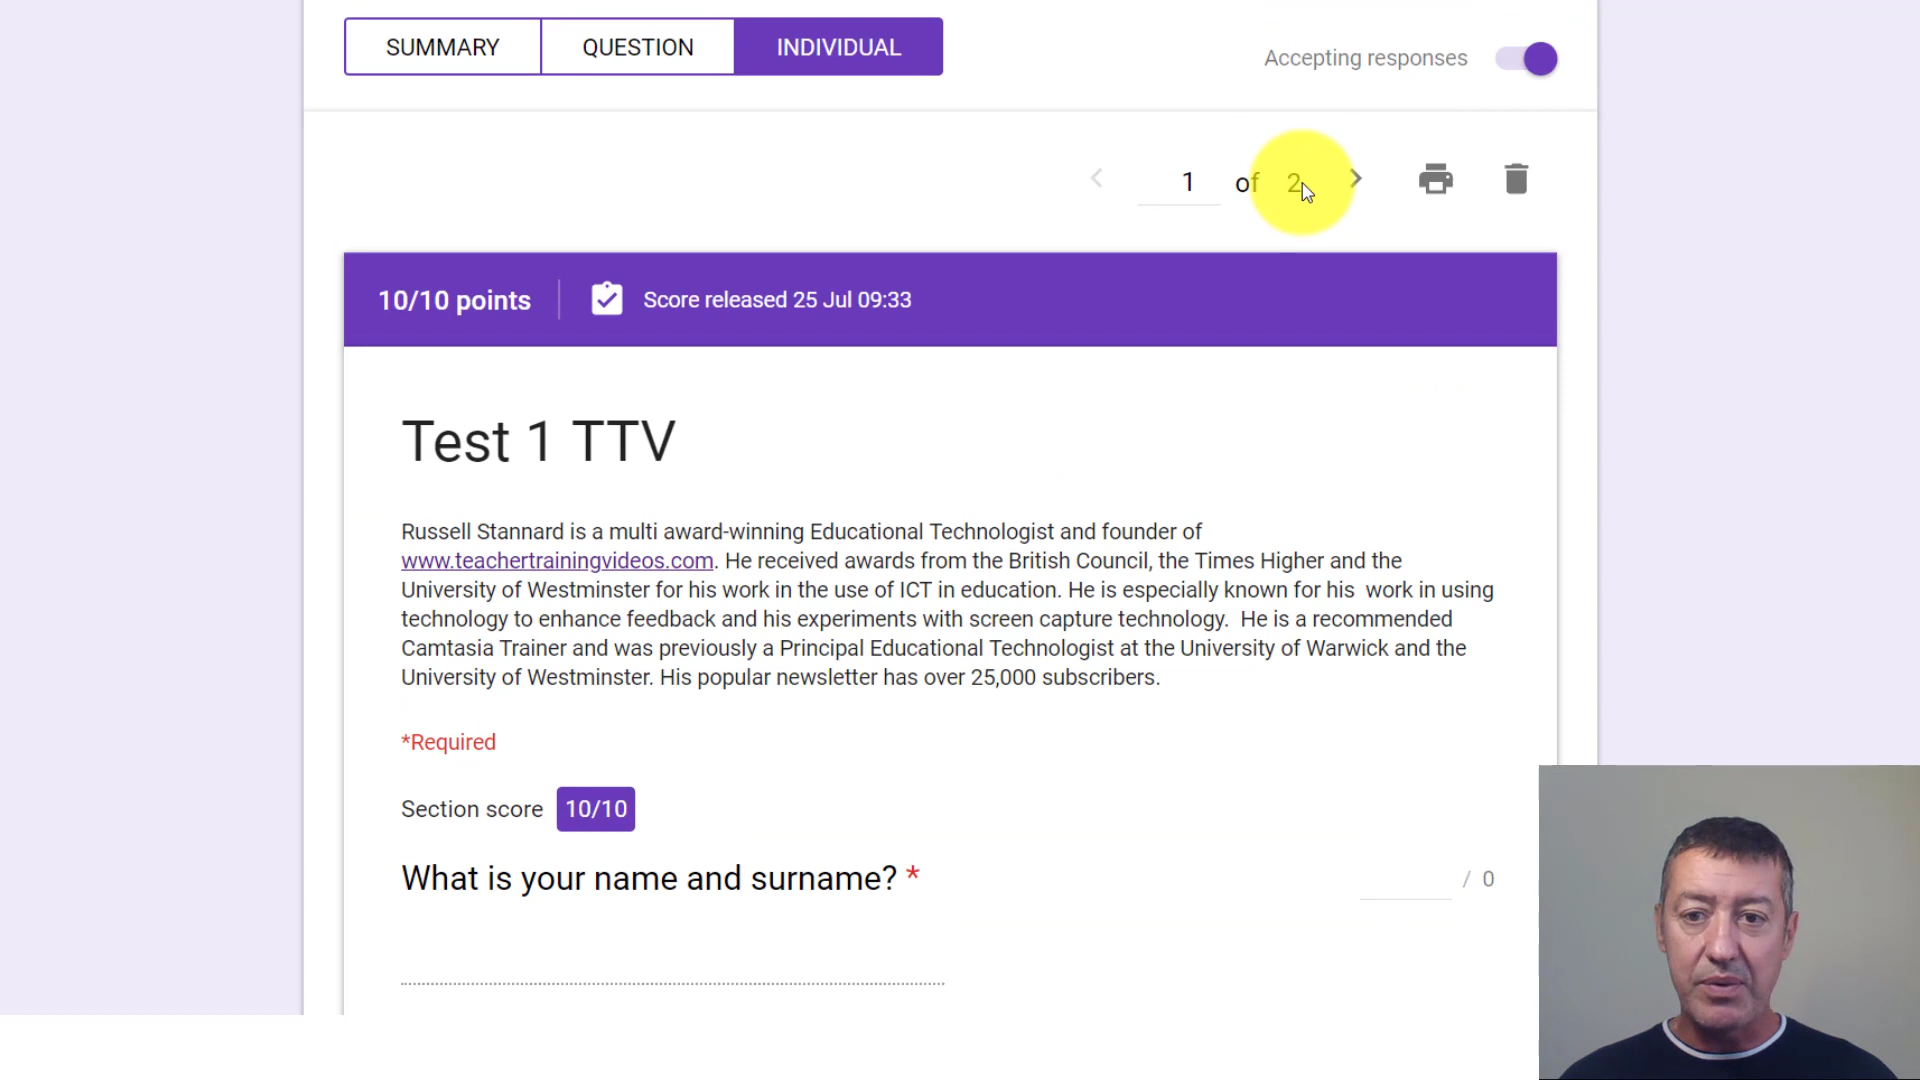 SUMMARY QUESTION INDIVIDUAL
Accepting responses
1 of 2
10/10 points Score released 25 Jul 09:33
Test 1 TTV
Russell Stannard is a multi award-winning Educational Technologist and founder of
www.teachertrainingvideos.com. He received awards from the British Council, the Times Higher and the
University of Westminster for his work in the use of ICT in education. He is especially known for his work in using
technology to enhance feedback and his experiments with screen capture technology. He is a recommended
Camtasia Trainer and was previously a Principal Educational Technologist at the University of Warwick and the
University of Westminster. His popular newsletter has over 25,000 subscribers.
*Required
Section score 10/10
What is your name and surname? * / 0